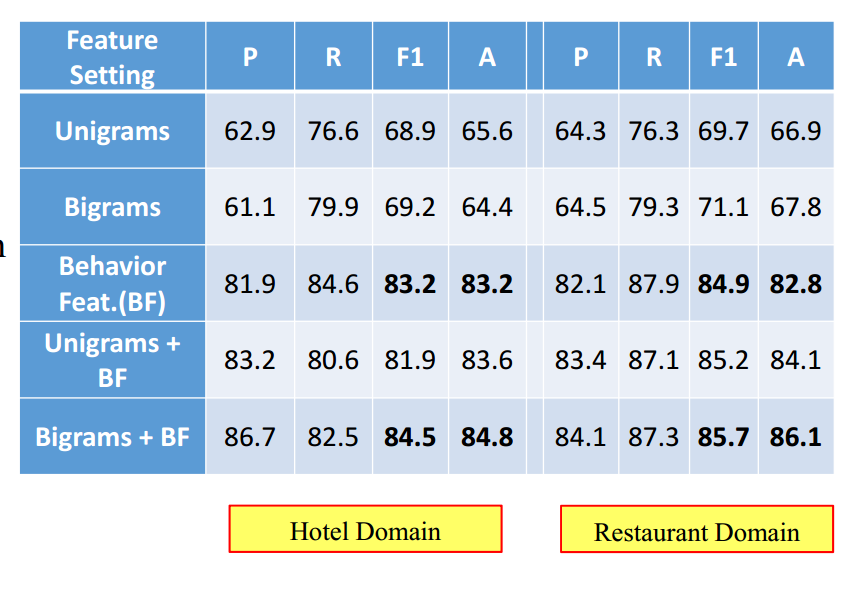 Feature Setting P R F1 A P R F1 A
Unigrams 62.9 76.6 68.9 65.6 64.3 76.3 69.7 66.9
Bigrams 61.1 79.9 69.2 64.4 64.5 79.3 71.1 67.8
Behavior Feat.(BF) 81.9 84.6 83.2 83.2 82.1 87.9 84.9 82.8
Unigrams + BF 83.2 80.6 81.9 83.6 83.4 87.1 85.2 84.1
Bigrams + BF 86.7 82.5 84.5 84.8 84.1 87.3 85.7 86.1
Hotel Domain Restaurant Domain